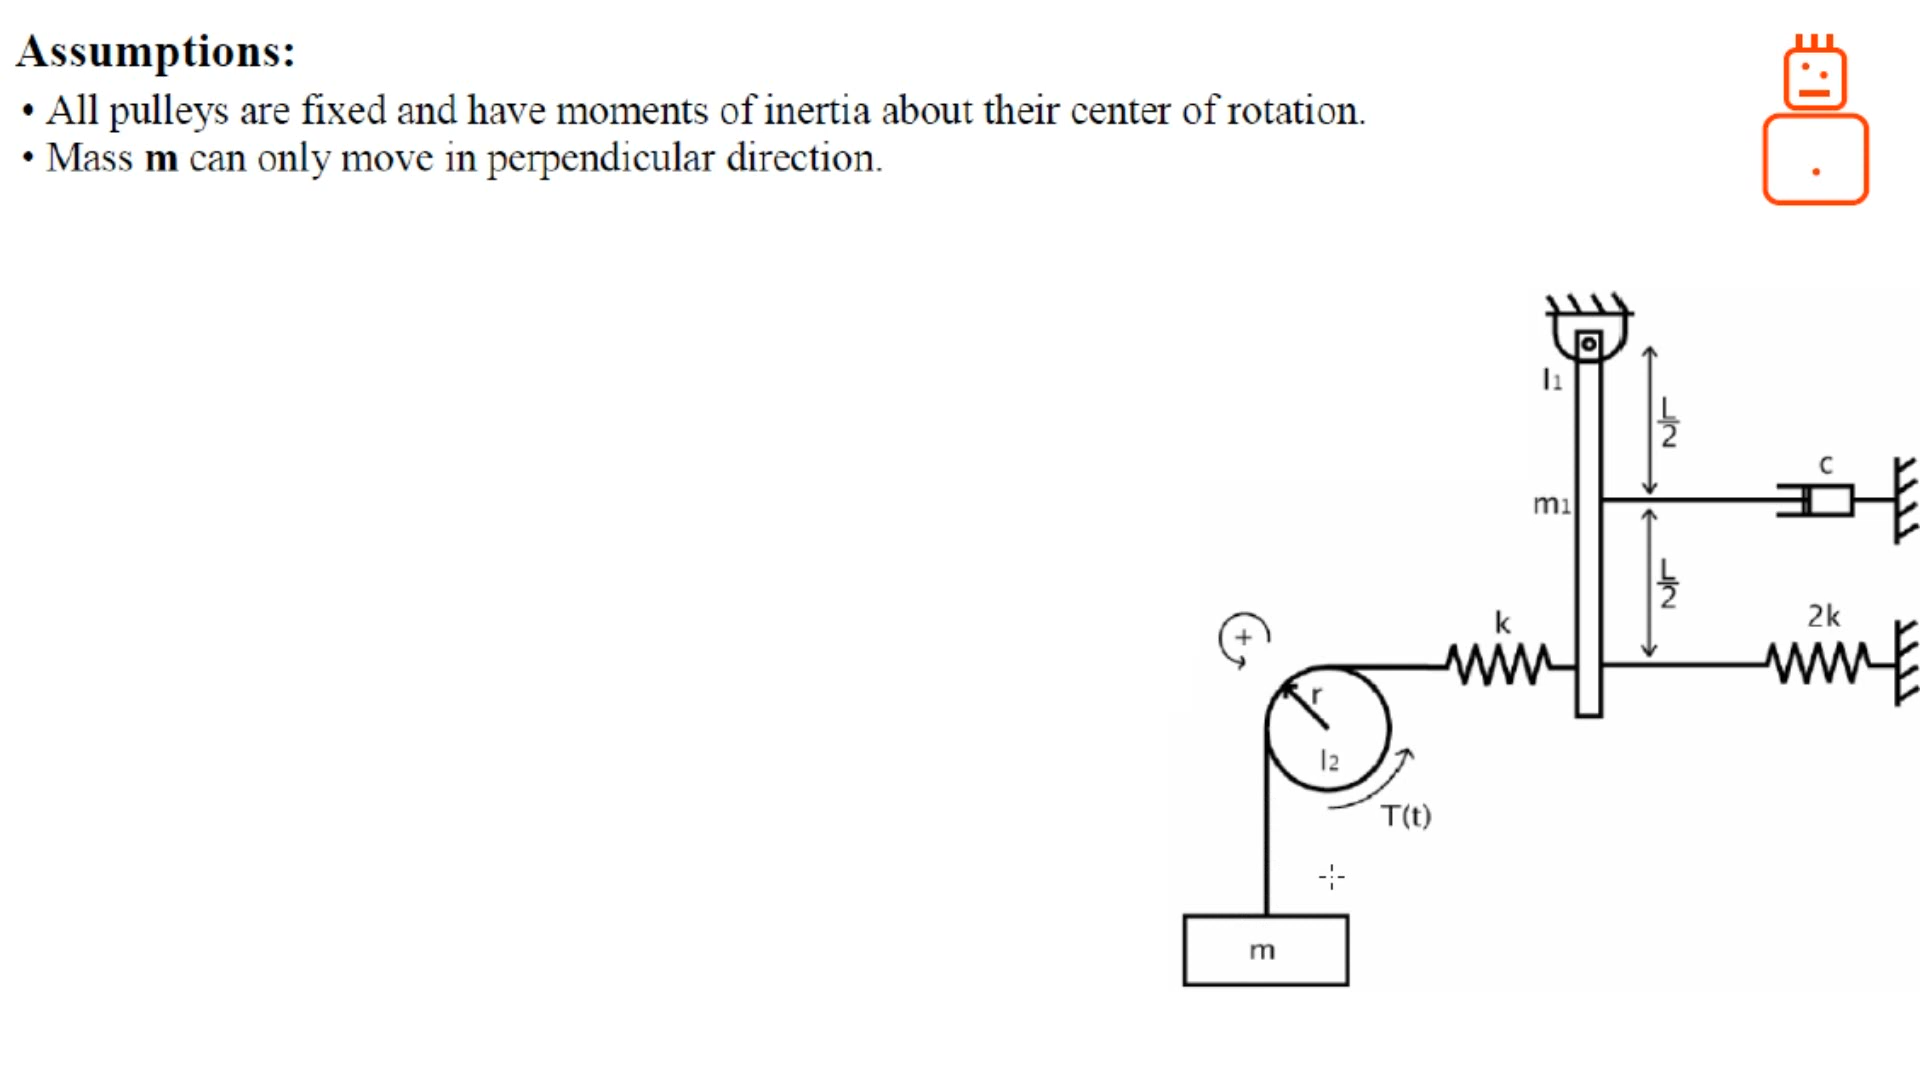 Assumptions:
• All pulleys are fixed and have moments of inertia about their center of rotation.
• Mass m can only move in perpendicular direction.
I1
L
2
c
m1
L
2
k
2k
+
r
I2
T(t)
m